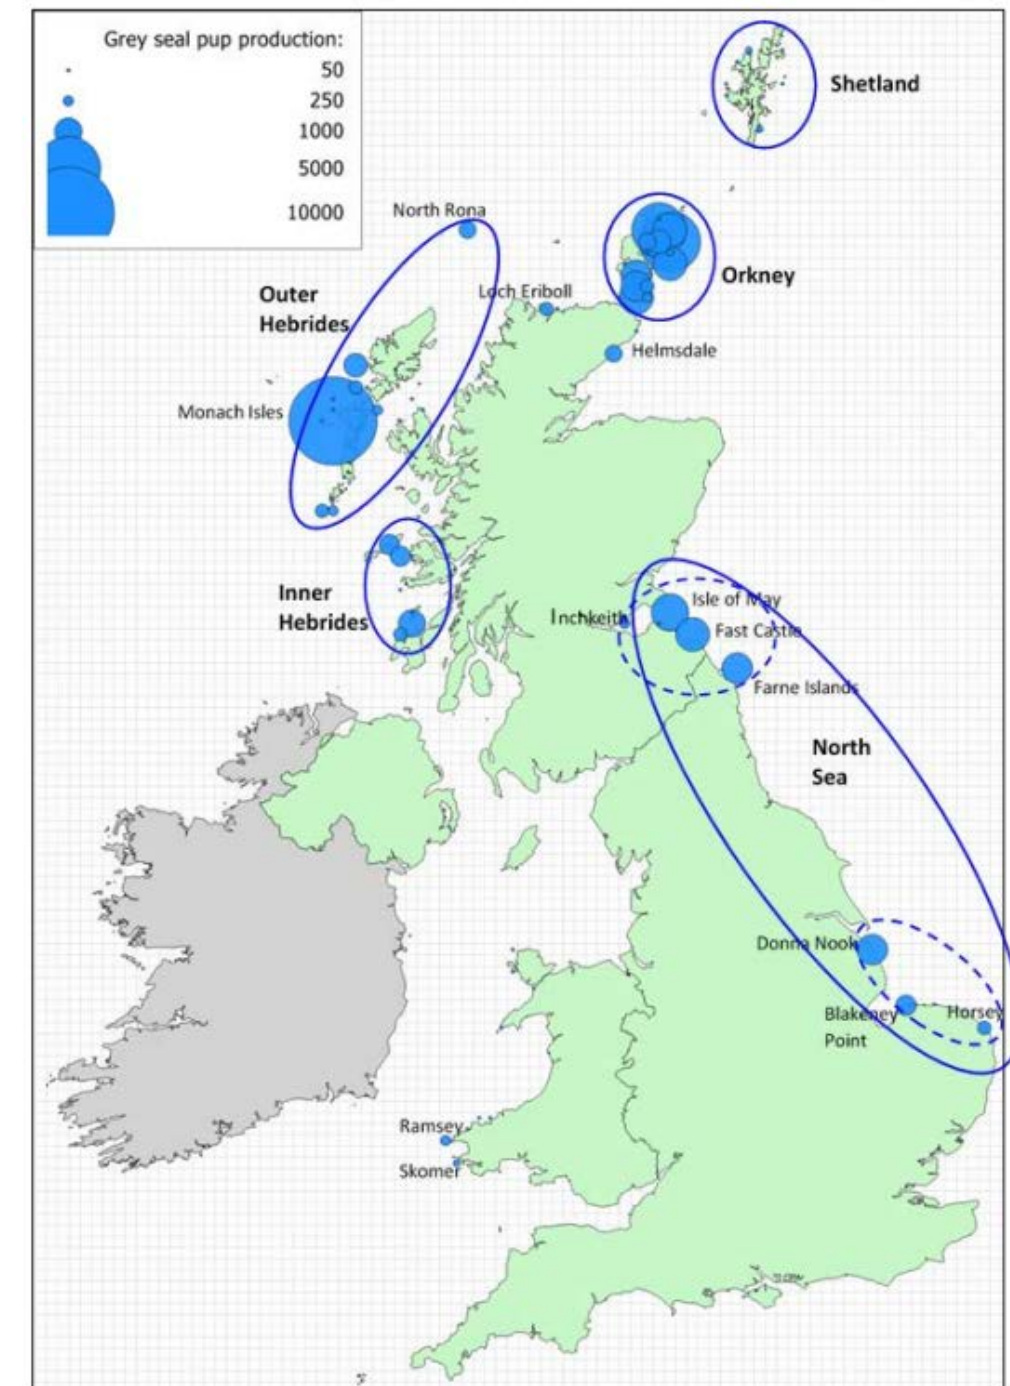 Grey seal pup production:
50
250
1000
5000
10000
Shetland
North Rona
Orkney
Outer
Hebrides
Loch Eriboll
Helmsdale
Monach Isles
Inner
Hebrides
Isle of May
Inchkeith
Fast Castle
Farne Islands
North
Sea
Donna Nook
Blakeney
Point
Horsey
Ramsey
Skomer